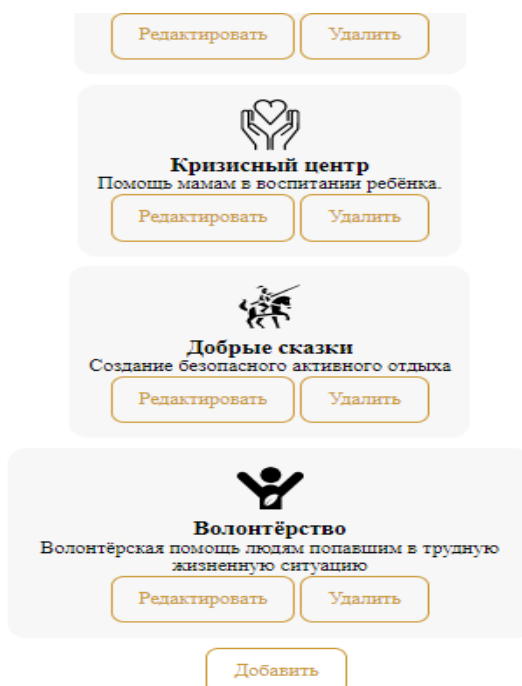 Редактировать Удалить
Кризисный центр
Помощь мамам в воспитании ребёнка.
Редактировать Удалить
Добрые сказки
Создание безопасного активного отдыха
Редактировать Удалить
Волонтёрство
Волонтёрская помощь людям попавшим в трудную
жизненную ситуацию
Редактировать Удалить
Добавить